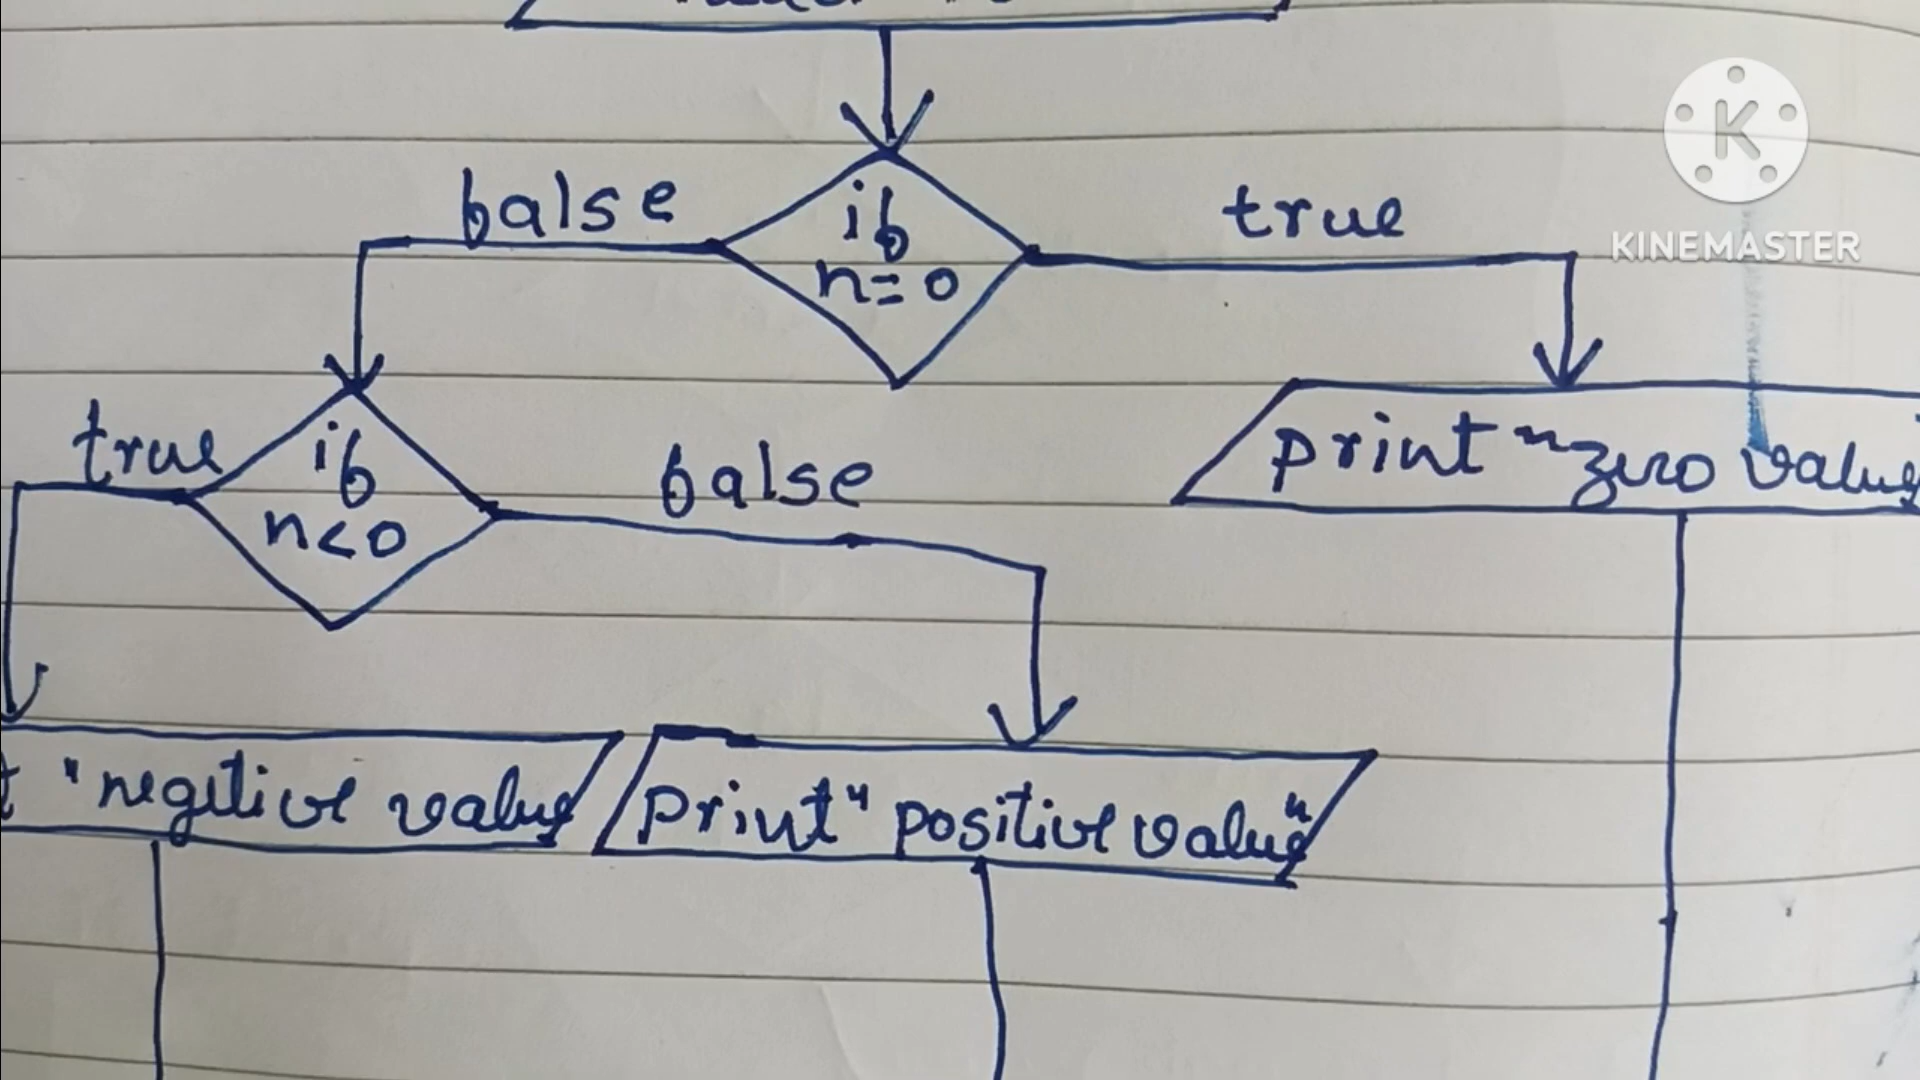 false
if
n=0
true
KINEMASTER
true
if
n<0
false
print "zero value
"negitive value
print "positive value"